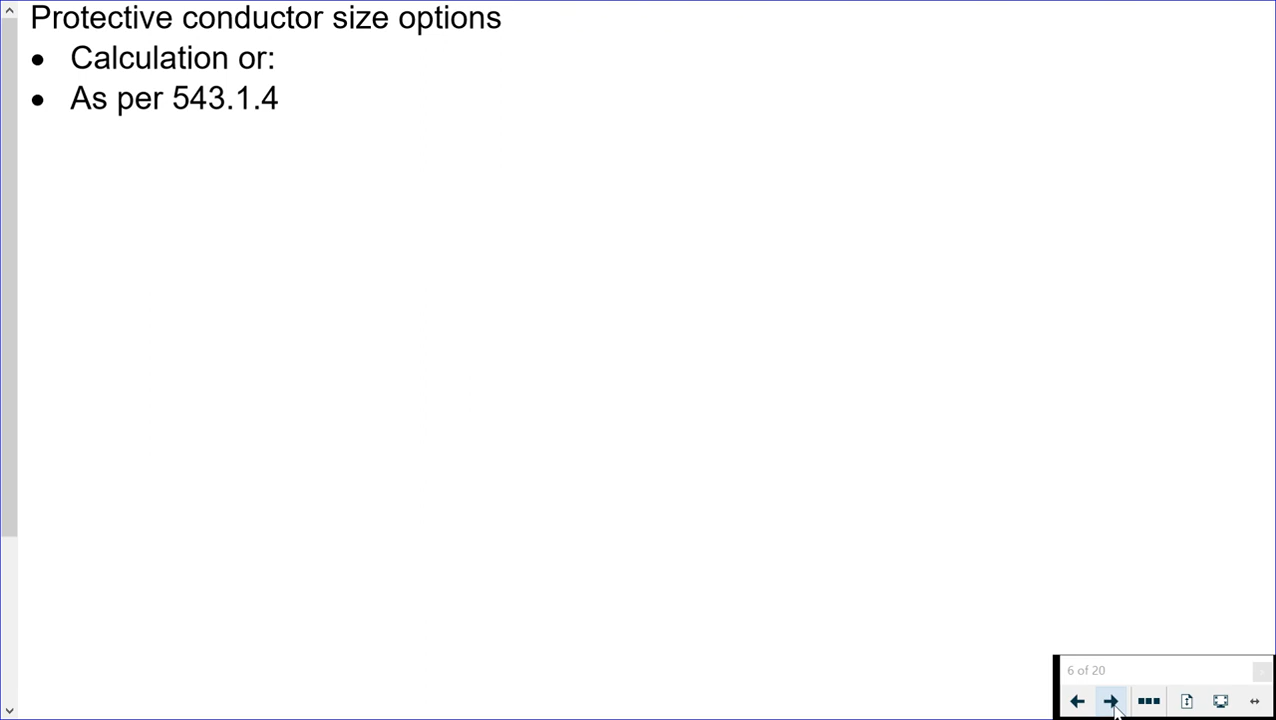 Protective conductor size options
• Calculation or:
• As per 543.1.4
6 of 20